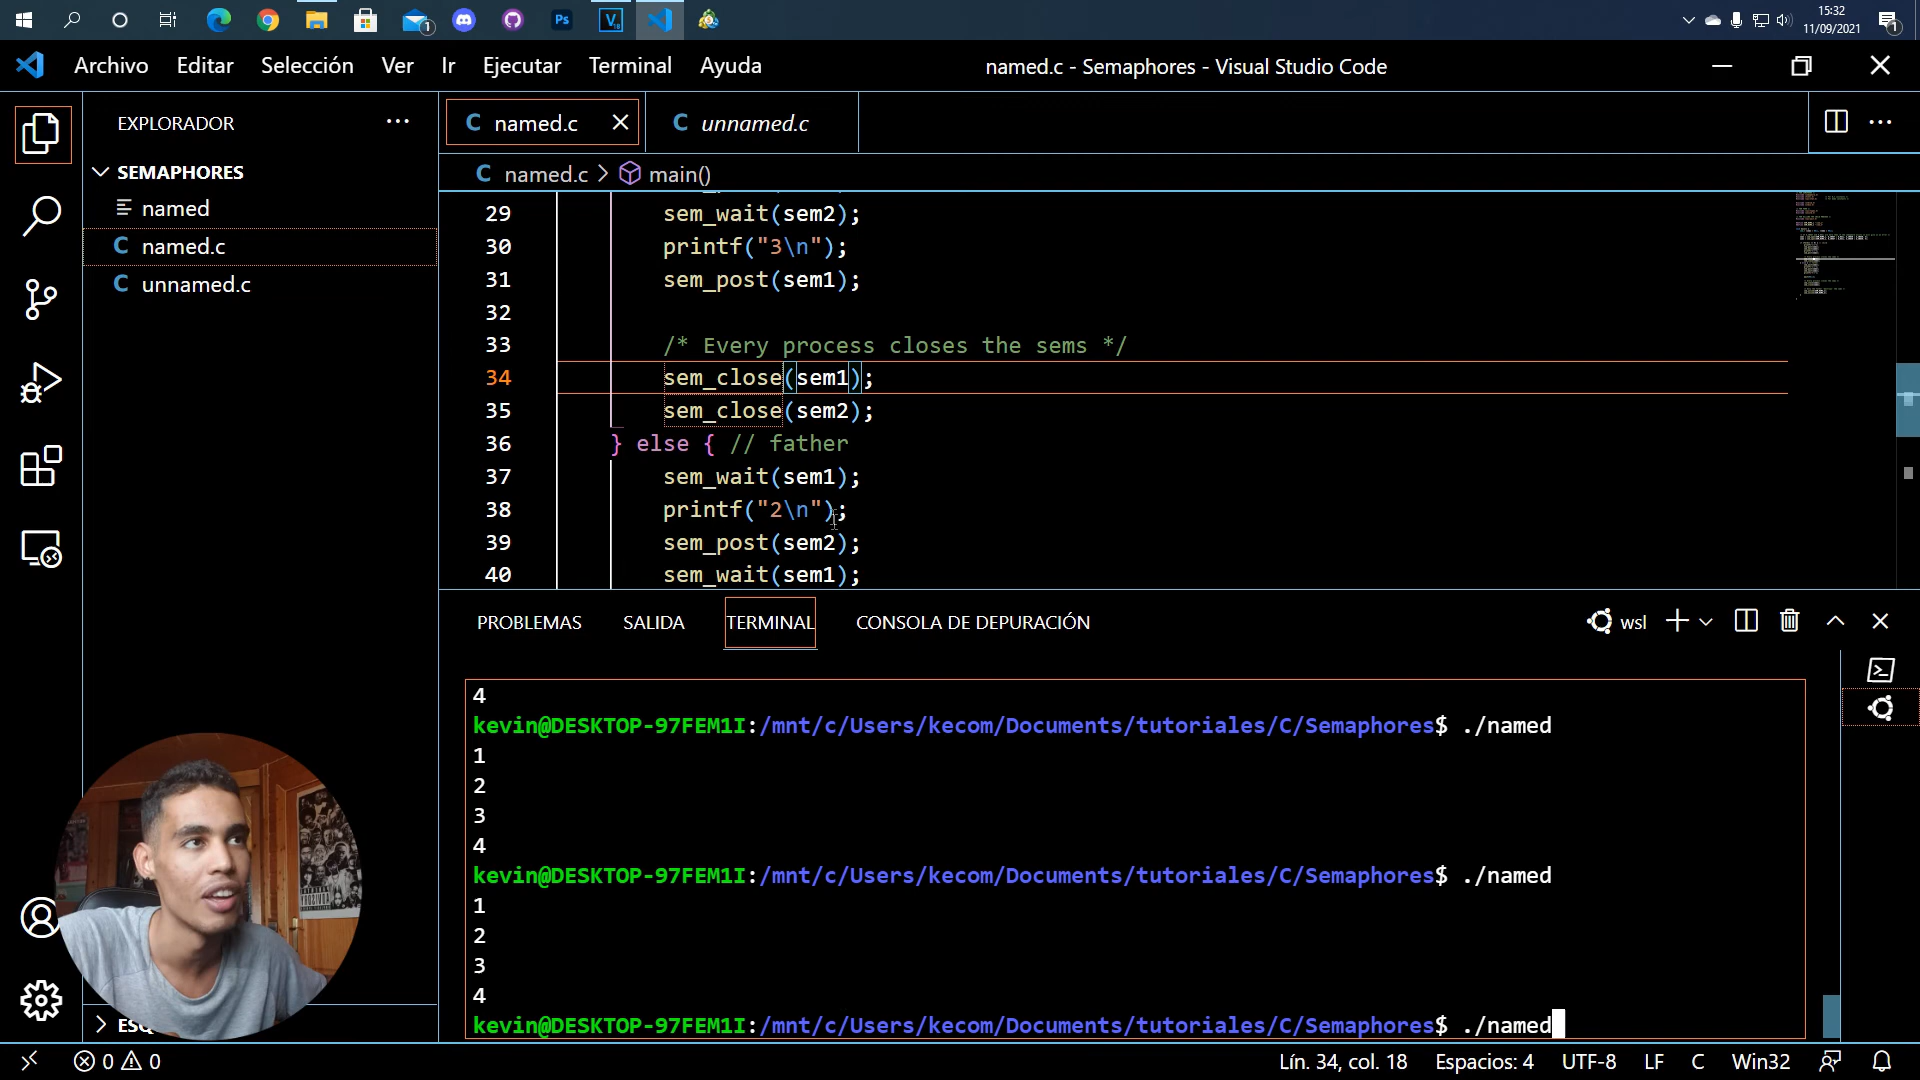 15:32
11/09/2021
1
Ps
1
Archivo Editar Selección Ver Ir Ejecutar Terminal Ayuda
named.c - Semaphores - Visual Studio Code
EXPLORADOR
SEMAPHORES
named
C named.c
C unnamed.c
C named.c
C unnamed.c
C named.c > main()
29 sem_wait(sem2);
30 printf("3\n");
31 sem_post(sem1);
32
33 /* Every process closes the sems */
34 sem_close(sem1);
35 sem_close(sem2);
36 } else { // father
37 sem_wait(sem1);
38 printf("2\n");
39 sem_post(sem2);
40 sem_wait(sem1);
PROBLEMAS SALIDA TERMINAL CONSOLA DE DEPURACIÓN
wsl
4
kevin@DESKTOP-97FEM1I:/mnt/c/Users/kecom/Documents/tutoriales/C/Semaphores$ ./named
1
2
3
4
kevin@DESKTOP-97FEM1I:/mnt/c/Users/kecom/Documents/tutoriales/C/Semaphores$ ./named
1
2
3
4
kevin@DESKTOP-97FEM1I:/mnt/c/Users/kecom/Documents/tutoriales/C/Semaphores$ ./named
0 0
Lín. 34, col. 18 Espacios: 4 UTF-8 LF C Win32